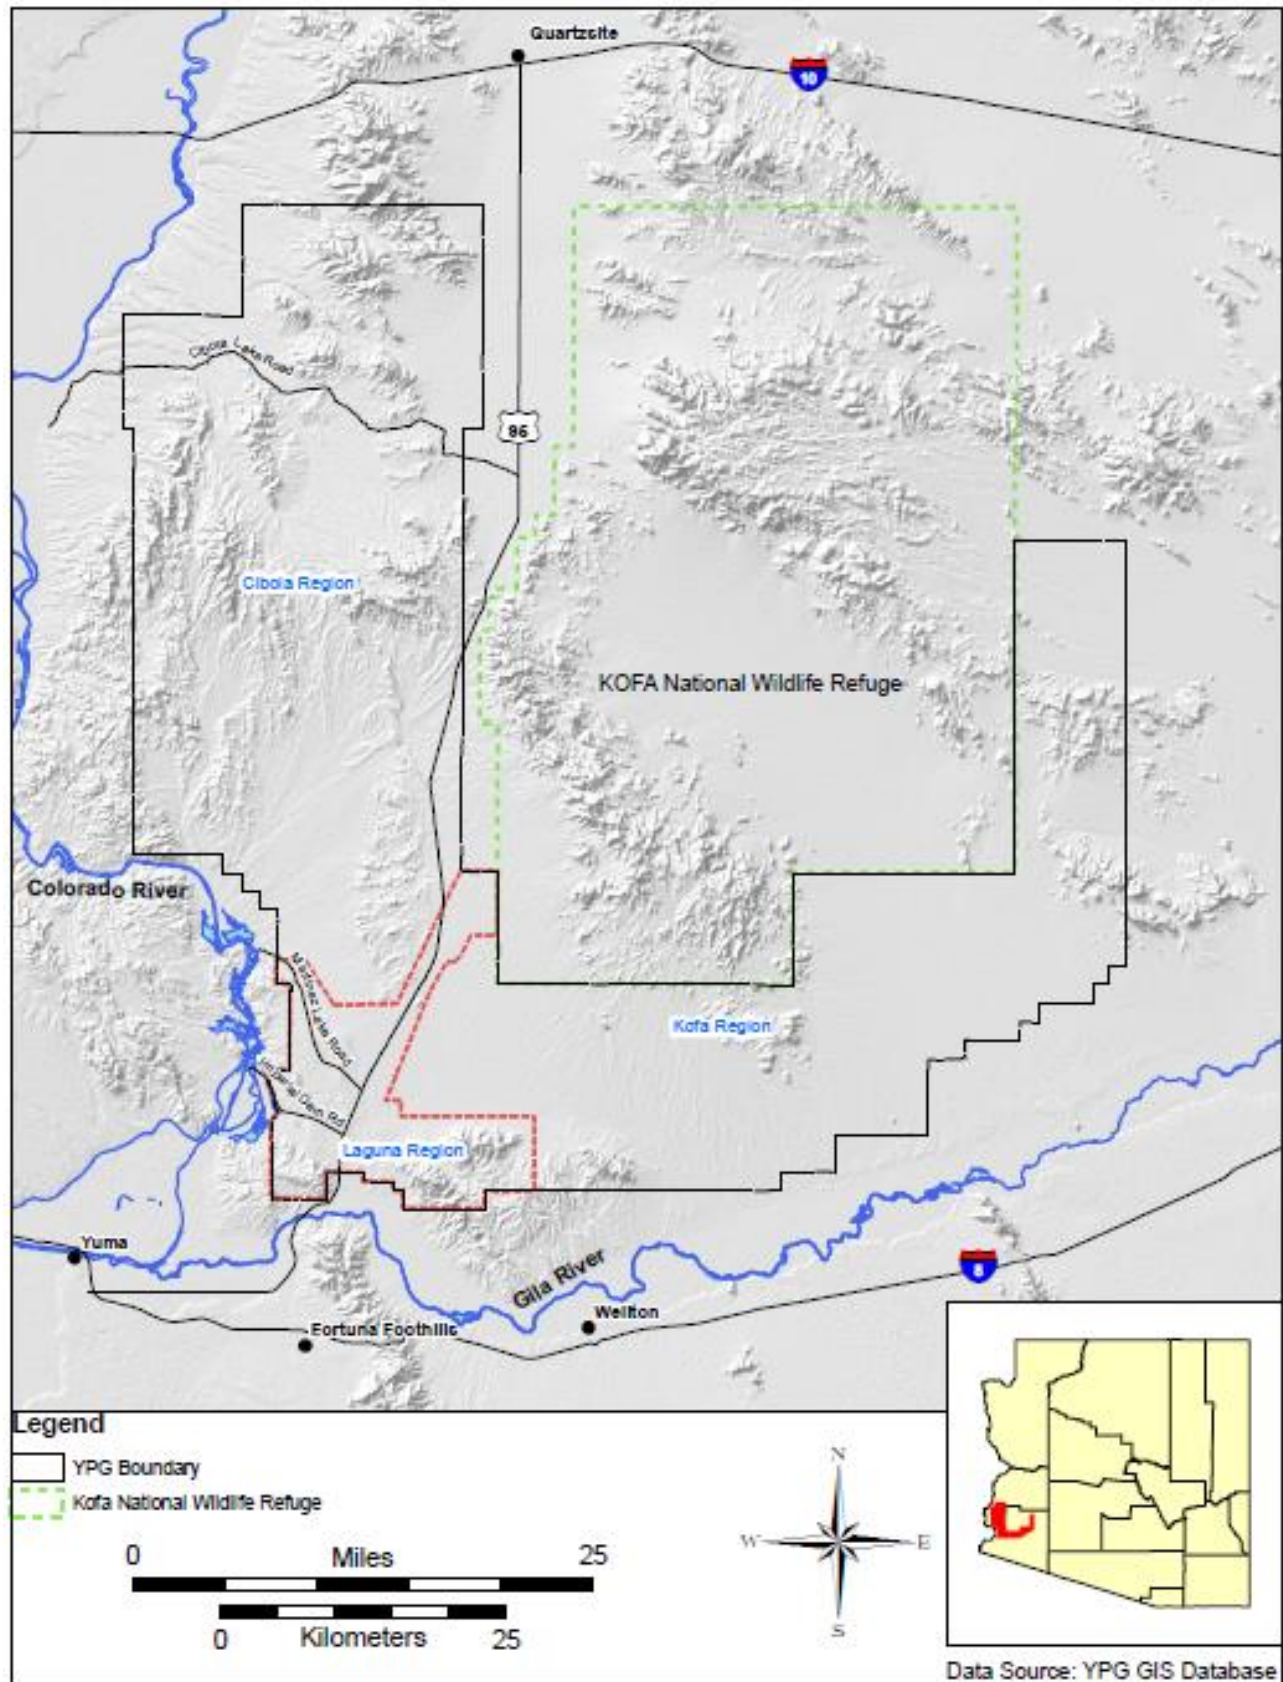 Quartzsite
10
Cibola Lake Road
95
Cibola Region
KOFA National Wildlife Refuge
Colorado River
Martinez Lake Road
Kofa Region
Imperial Dam Rd
Laguna Region
Yuma
Gila River
8
Wellton
Fortuna Foothills
Legend
YPG Boundary
Kofa National Wildlife Refuge
0 Miles 25
0 Kilometers 25
N
W E
S
Data Source: YPG GIS Database